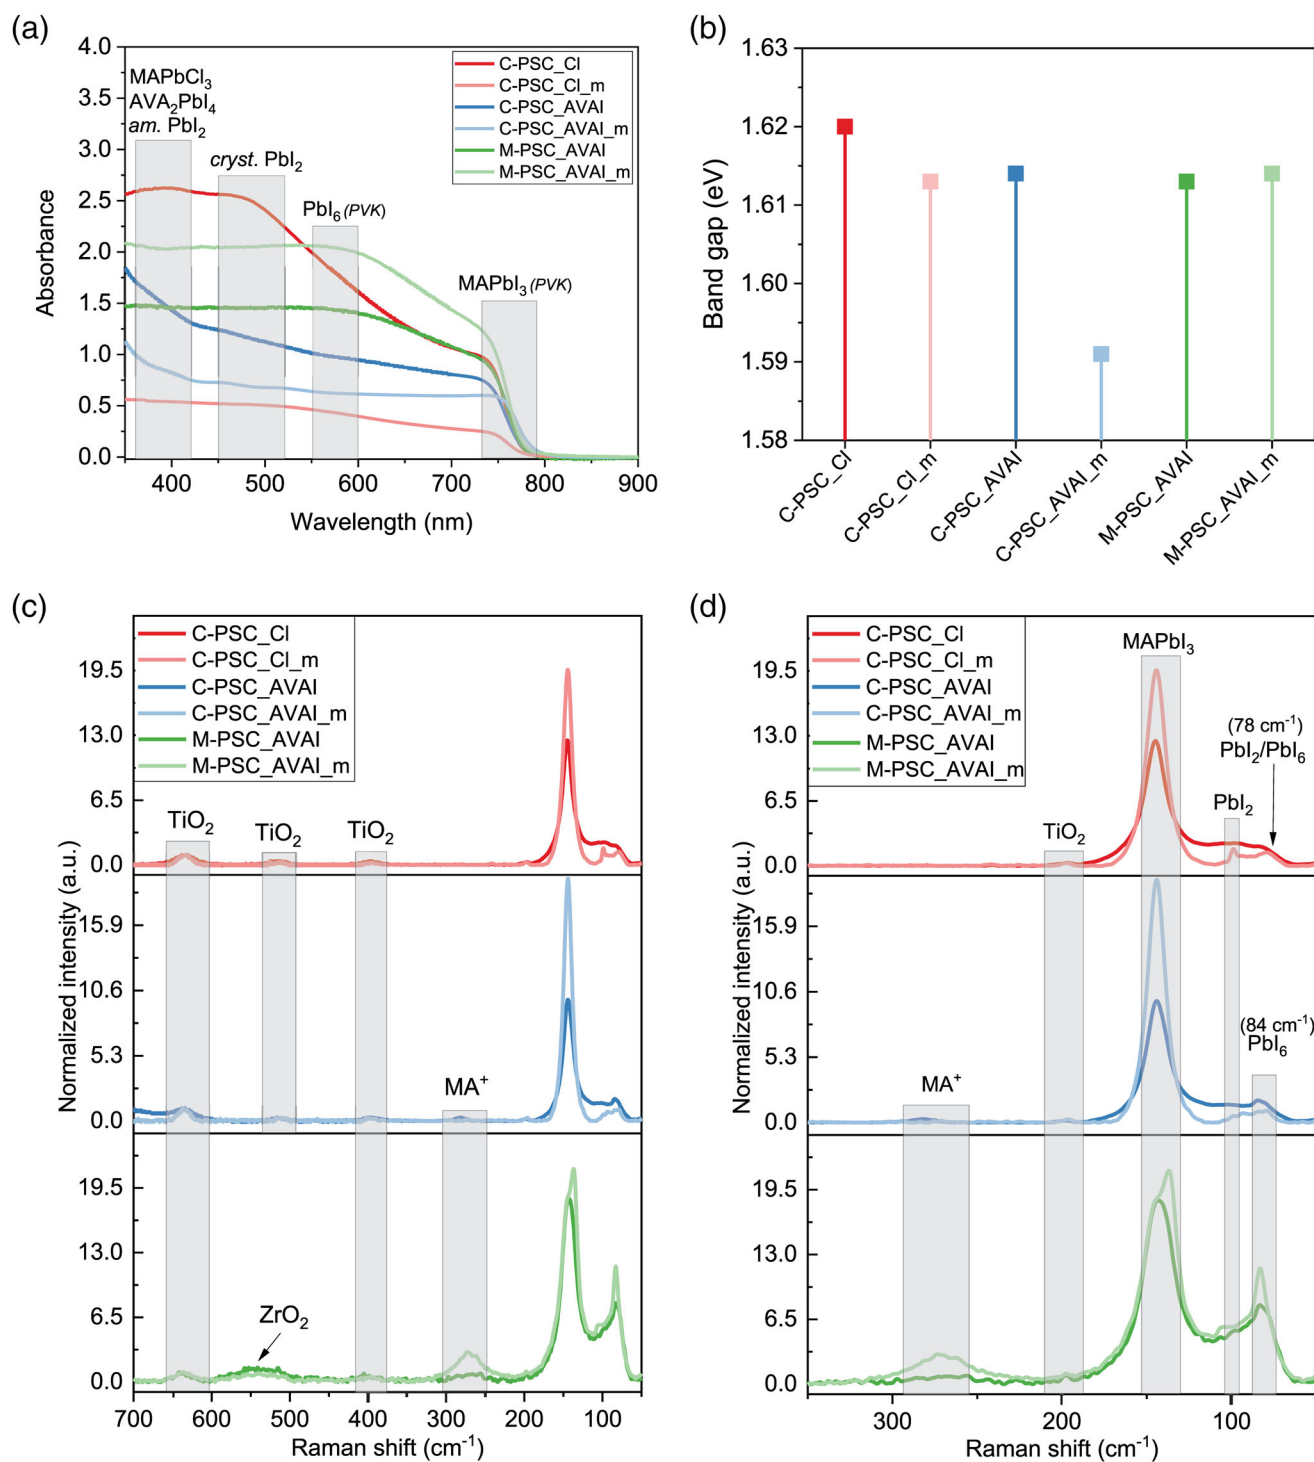 (a)
4.0
3.5
3.0
2.5
2.0
1.5
1.0
0.5
0.0
Absorbance
MAPbCl₃
AVA₂PbI₄
am. PbI₂
cryst. PbI₂
PbI₆ (PVK)
MAPbI₃ (PVK)
C-PSC_Cl
C-PSC_Cl_m
C-PSC_AVAI
C-PSC_AVAI_m
M-PSC_AVAI
M-PSC_AVAI_m
400 500 600 700 800 900
Wavelength (nm)
(b)
1.63
1.62
1.61
1.60
1.59
1.58
Band gap (eV)
C-PSC_Cl
C-PSC_Cl_m
C-PSC_AVAI
C-PSC_AVAI_m
M-PSC_AVAI
M-PSC_AVAI_m
(c)
C-PSC_Cl
C-PSC_Cl_m
C-PSC_AVAI
C-PSC_AVAI_m
M-PSC_AVAI
M-PSC_AVAI_m
19.5
13.0
6.5
0.0
TiO₂
TiO₂
TiO₂
15.9
10.6
5.3
0.0
MA⁺
19.5
13.0
6.5
0.0
ZrO₂
Normalized intensity (a.u.)
700 600 500 400 300 200 100
Raman shift (cm⁻¹)
(d)
C-PSC_Cl
C-PSC_Cl_m
C-PSC_AVAI
C-PSC_AVAI_m
M-PSC_AVAI
M-PSC_AVAI_m
MAPbI₃
(78 cm⁻¹)
PbI₂/PbI₆
PbI₂
TiO₂
19.5
13.0
6.5
0.0
15.9
10.6
5.3
0.0
(84 cm⁻¹)
PbI₆
MA⁺
19.5
13.0
6.5
0.0
Normalized intensity (a.u.)
300 200 100
Raman shift (cm⁻¹)